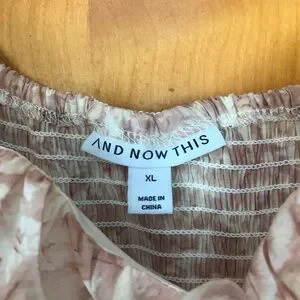 AND NOW THIS
XL
MADE IN
CHINA